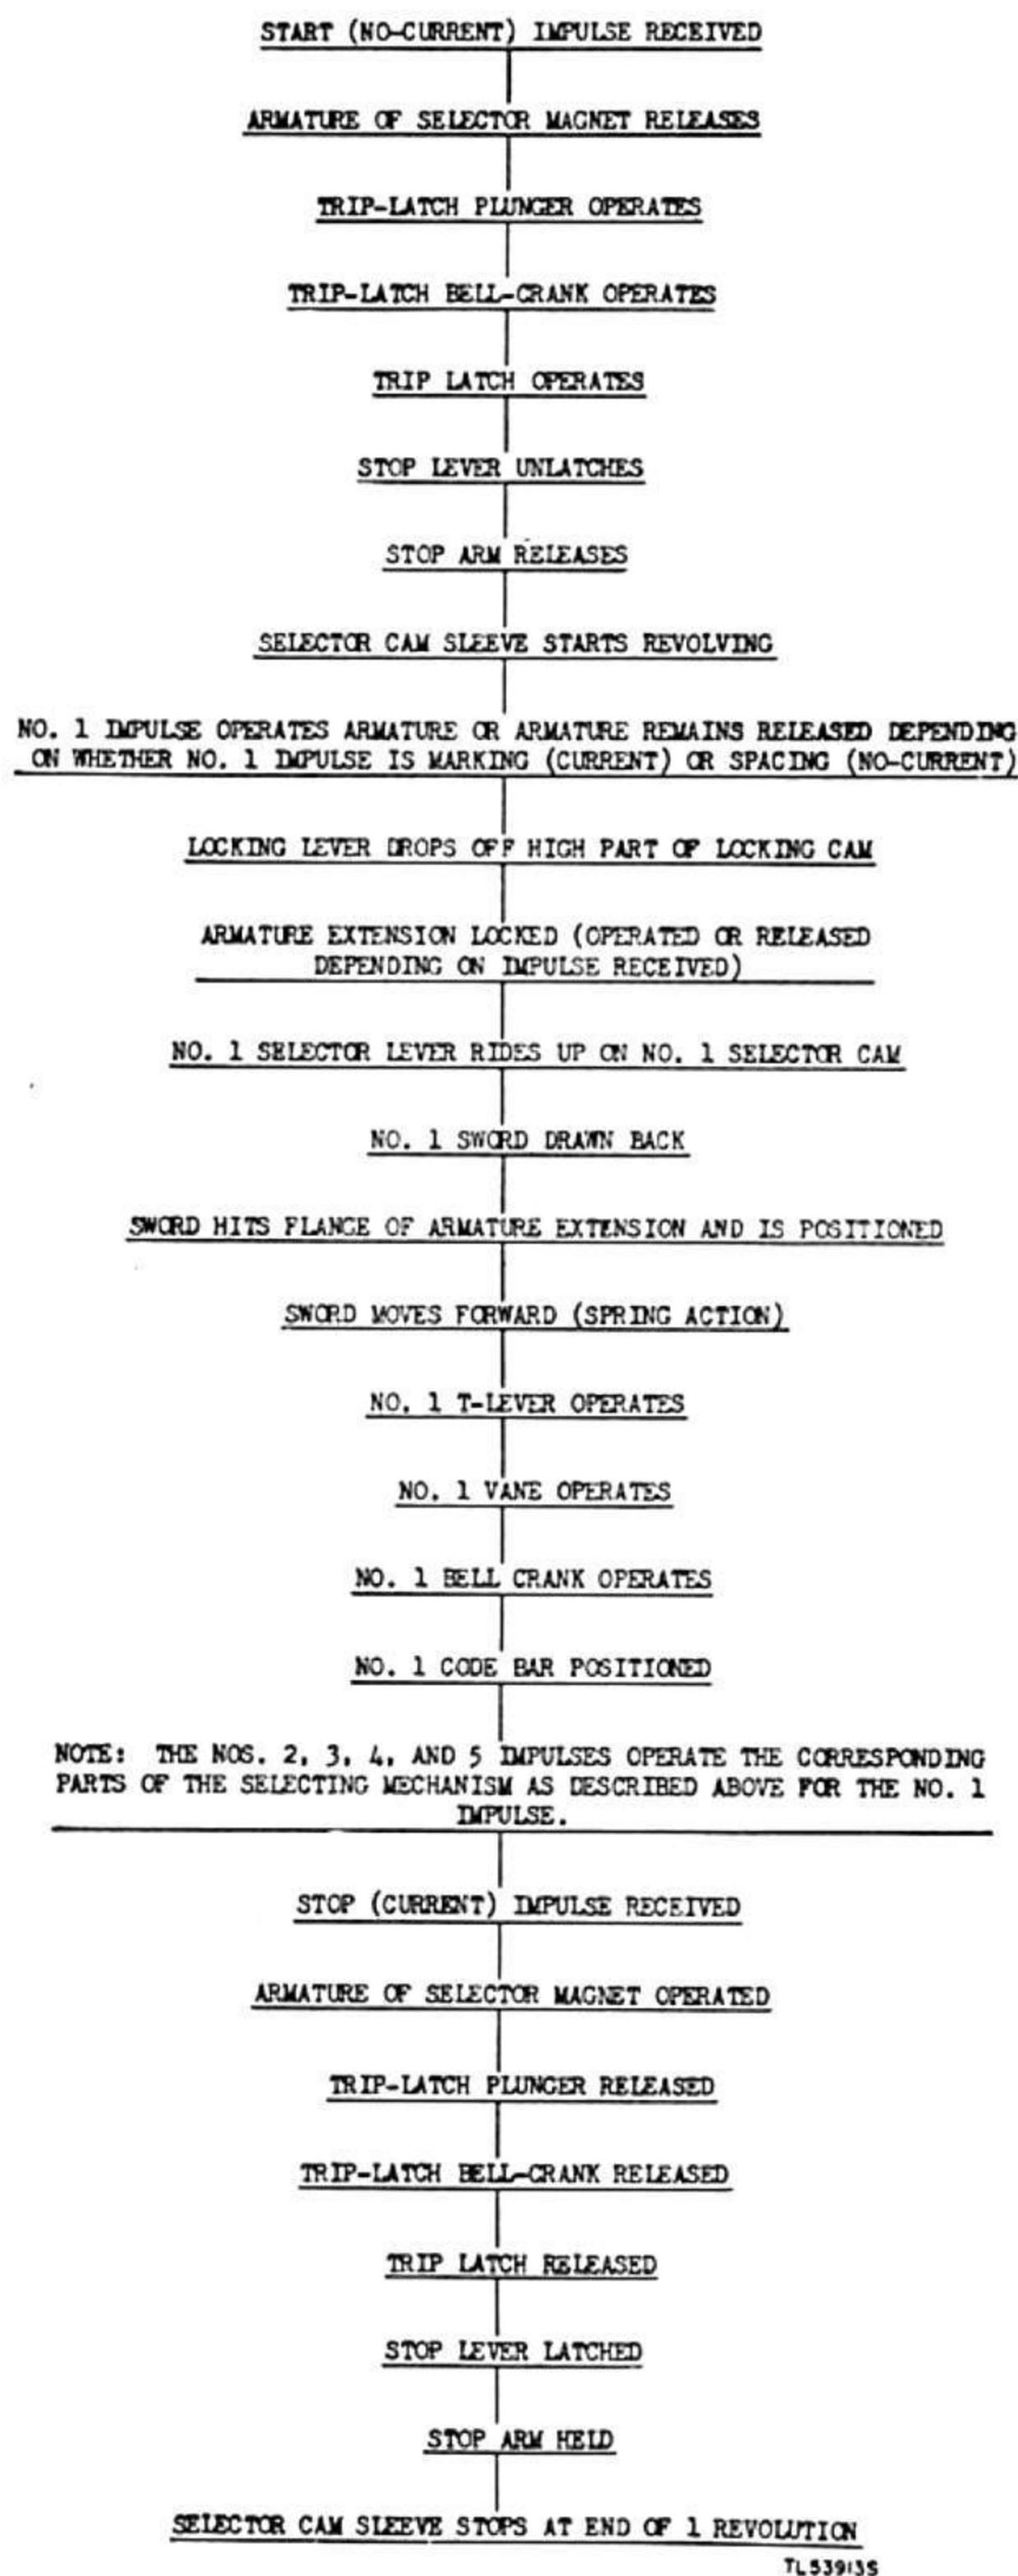 START (NO-CURRENT) IMPULSE RECEIVED
ARMATURE OF SELECTOR MAGNET RELEASES
TRIP-LATCH PLUNGER OPERATES
TRIP-LATCH BELL-CRANK OPERATES
TRIP LATCH OPERATES
STOP LEVER UNLATCHES
STOP ARM RELEASES
SELECTOR CAM SLEEVE STARTS REVOLVING
NO. 1 IMPULSE OPERATES ARMATURE OR ARMATURE REMAINS RELEASED DEPENDING
ON WHETHER NO. 1 IMPULSE IS MARKING (CURRENT) OR SPACING (NO-CURRENT)
LOCKING LEVER DROPS OFF HIGH PART OF LOCKING CAM
ARMATURE EXTENSION LOCKED (OPERATED OR RELEASED
DEPENDING ON IMPULSE RECEIVED)
NO. 1 SELECTOR LEVER RIDES UP ON NO. 1 SELECTOR CAM
NO. 1 SWORD DRAWN BACK
SWORD HITS FLANGE OF ARMATURE EXTENSION AND IS POSITIONED
SWORD MOVES FORWARD (SPRING ACTION)
NO. 1 T-LEVER OPERATES
NO. 1 VANE OPERATES
NO. 1 BELL CRANK OPERATES
NO. 1 CODE BAR POSITIONED
NOTE: THE NOS. 2, 3, 4, AND 5 IMPULSES OPERATE THE CORRESPONDING
PARTS OF THE SELECTING MECHANISM AS DESCRIBED ABOVE FOR THE NO. 1
IMPULSE.
STOP (CURRENT) IMPULSE RECEIVED
ARMATURE OF SELECTOR MAGNET OPERATED
TRIP-LATCH PLUNGER RELEASED
TRIP-LATCH BELL-CRANK RELEASED
TRIP LATCH RELEASED
STOP LEVER LATCHED
STOP ARM HELD
SELECTOR CAM SLEEVE STOPS AT END OF 1 REVOLUTION
TL53913S